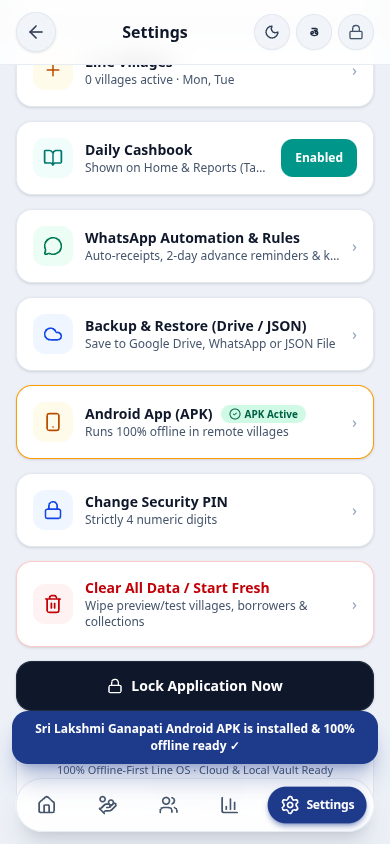 Settings
అ
Line Villages
0 villages active · Mon, Tue
Daily Cashbook
Shown on Home & Reports (Ta...
Enabled
WhatsApp Automation & Rules
Auto-receipts, 2-day advance reminders & k...
Backup & Restore (Drive / JSON)
Save to Google Drive, WhatsApp or JSON File
Android App (APK)
APK Active
Runs 100% offline in remote villages
Change Security PIN
Strictly 4 numeric digits
Clear All Data / Start Fresh
Wipe preview/test villages, borrowers &
collections
Lock Application Now
Sri Lakshmi Ganapati Android APK is installed & 100%
offline ready ✓
100% Offline-First Line OS · Cloud & Local Vault Ready
Settings